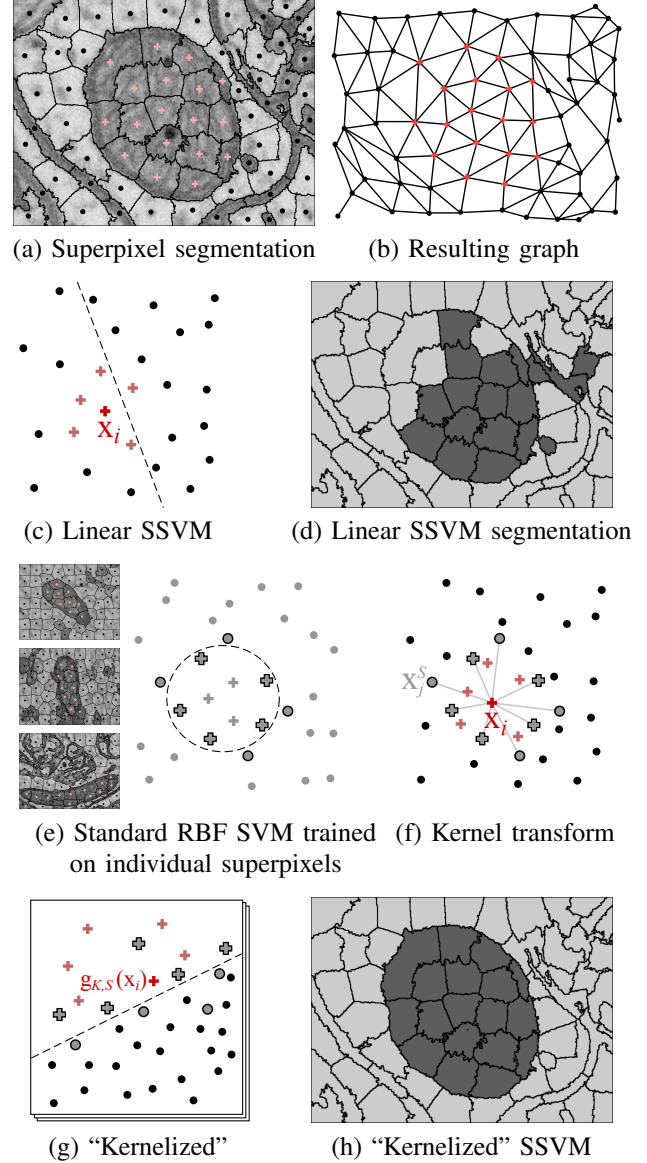 (a) Superpixel segmentation
(b) Resulting graph
X_i
(c) Linear SSVM
(d) Linear SSVM segmentation
X_j^S
X_i
(e) Standard RBF SVM trained
on individual superpixels
(f) Kernel transform
g_{K,S}(x_i)
(g) “Kernelized”
(h) “Kernelized” SSVM